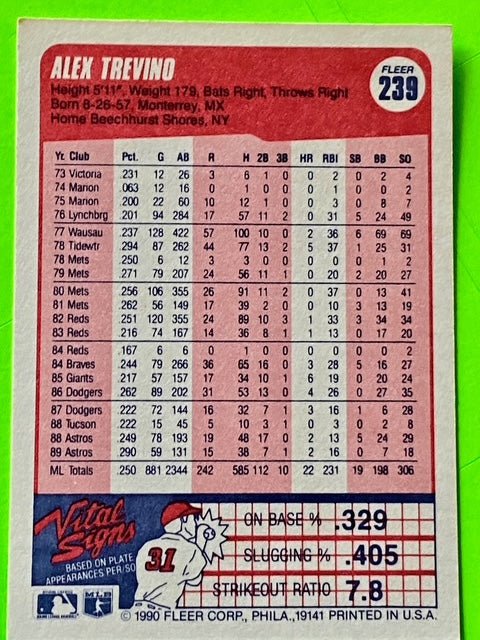 ALEX TREVINO
FLEER
239
Height 5'11", Weight 179, Bats Right, Throws Right
Born 8-26-57, Monterrey, MX
Home Beechhurst Shores, NY
Yr. Club Pct. G AB R H 2B 3B HR RBI SB BB SO
73 Victoria .231 12 26 3 6 1 0 0 2 0 2 4
74 Marion .063 12 16 0 1 0 0 0 0 0 2 2
75 Marion .200 22 60 10 12 1 0 0 0 0 8 7
76 Lynchbrg .201 94 284 17 57 11 2 0 31 5 24 49
77 Wausau .237 128 422 57 100 10 0 2 36 6 69 69
78 Tidewtr .294 87 262 44 77 13 2 5 37 1 25 31
78 Mets .250 6 12 3 3 0 0 0 0 0 1 2
79 Mets .271 79 207 24 56 11 1 0 20 2 20 27
80 Mets .256 106 355 26 91 11 2 0 37 0 13 41
81 Mets .262 56 149 17 39 2 0 0 10 3 13 19
82 Reds .251 120 355 24 89 10 3 1 33 3 34 34
83 Reds .216 74 167 14 36 8 1 1 13 0 17 20
84 Reds .167 6 6 0 1 0 0 0 0 0 0 2
84 Braves .244 79 266 36 65 16 0 3 28 5 16 27
85 Giants .217 57 157 17 34 10 1 6 19 0 20 24
86 Dodgers .262 89 202 31 53 13 0 4 26 0 27 35
87 Dodgers .222 72 144 16 32 7 1 3 16 1 6 28
88 Tucson .222 15 45 5 10 3 1 0 7 0 8 8
88 Astros .249 78 193 19 48 17 0 2 13 5 24 29
89 Astros .290 59 131 15 38 7 1 2 16 0 7 18
ML Totals .250 881 2344 242 585 112 10 22 231 19 198 306
Vital
Signs
BASED ON PLATE
APPEARANCES PER/SO
31
ON BASE % .329
SLUGGING % .405
STRIKEOUT RATIO 7.8
MLB
© 1990 FLEER CORP., PHILA., 19141 PRINTED IN U.S.A.